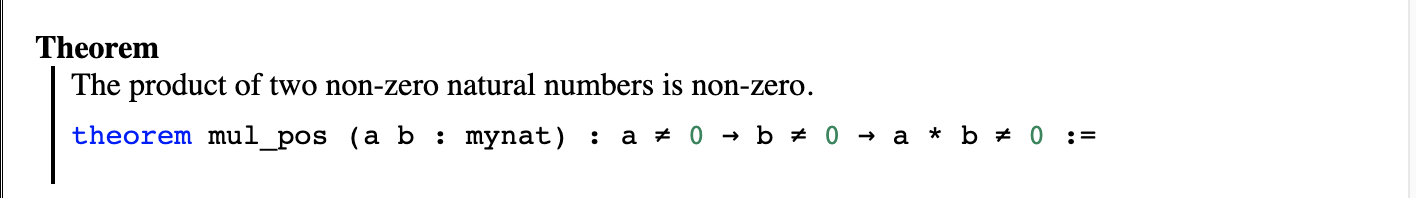 Theorem
The product of two non-zero natural numbers is non-zero.
theorem mul_pos (a b : mynat) : a ≠ 0 → b ≠ 0 → a * b ≠ 0 :=